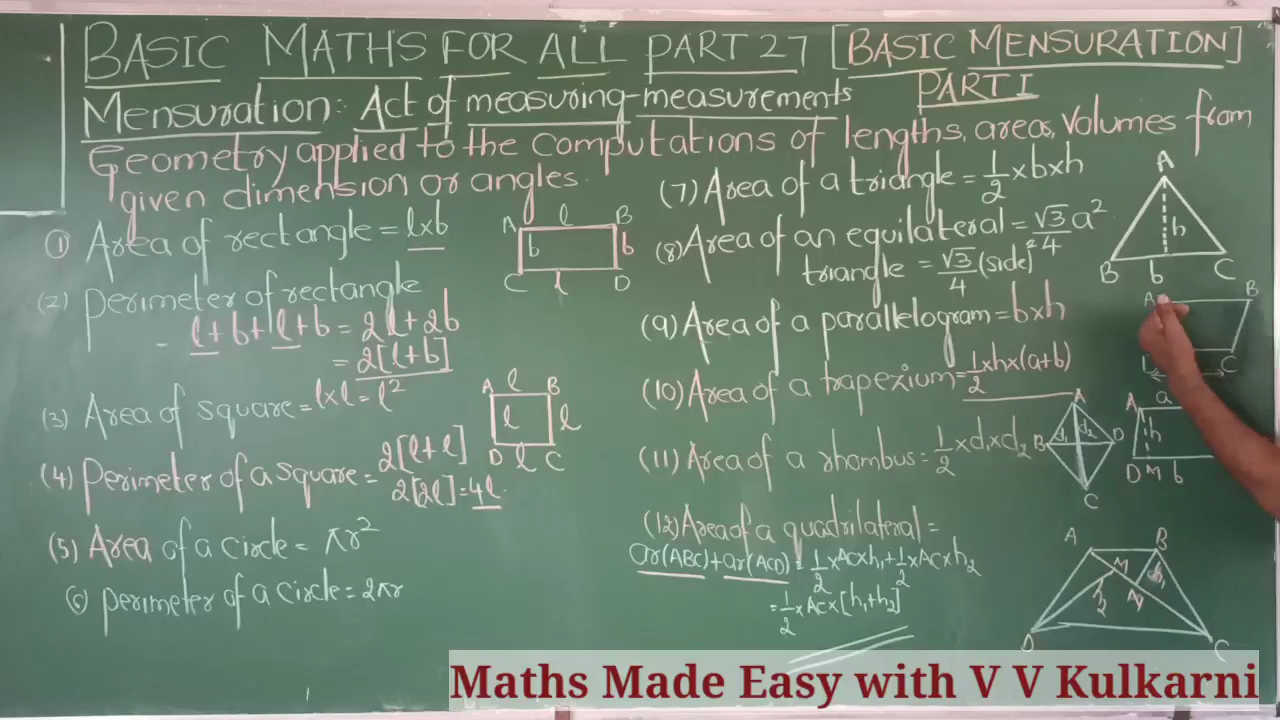 BASIC MATHS FOR ALL PART 27 [BASIC MENSURATION]
PART I
Mensuration:- Act of measuring-measurements
Geometry applied to the computations of lengths, areas, Volumes from
given dimension or angles.
① Area of rectangle = l×b
A l B
b b
C l D
(2) Perimeter of rectangle
- l+b+l+b = 2l+2b
= 2[l+b]
(3) Area of square = l×l = l²
A l B
l l
D l C
(4) Perimeter of a square = 2[l+l]
2[2l]=4l.
(5) Area of a circle = πr²
⑥ perimeter of a circle = 2πr
(7) Area of a triangle = 1/2 ×b×h
A
h
B b C
(8) Area of an equilateral = √3/4 a²
triangle = √3/4 (side)²
(9) Area of a parallelogram = b×h
A B
C
(10) Area of a trapezium = 1/2 ×h×(a+b)
A a
h
D M b
(11) Area of a rhombus = 1/2 ×d₁×d₂
A
B d₁ d₂ D
C
(12) Area of a quadrilateral =
ar(ABC)+ar(ACD) = 1/2 ×AC×h₁+1/2 ×AC×h₂
= 1/2 ×AC×[h₁+h₂]
A B
M h₁
h₂ N
D C
Maths Made Easy with V V Kulkarni